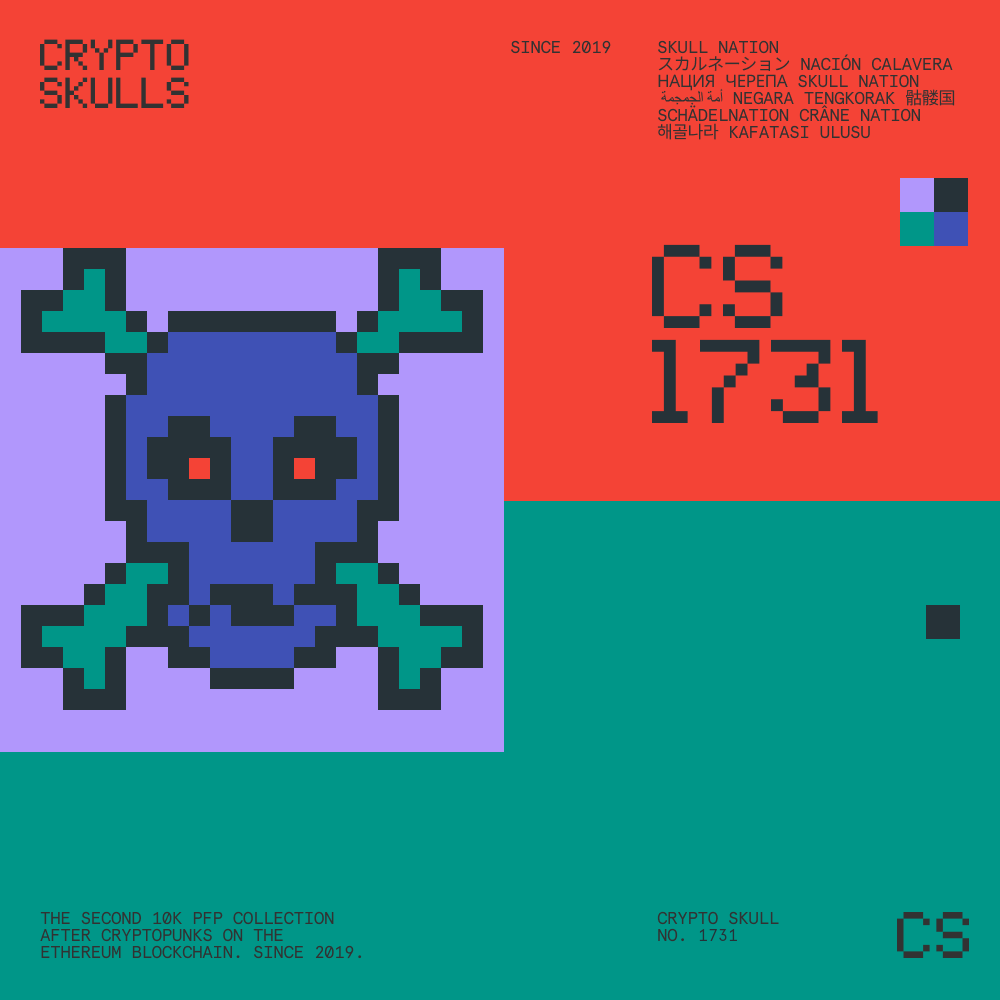 CRYPTO
SKULLS
SINCE 2019
SKULL NATION
スカルネーション NACIÓN CALAVERA
НАЦИЯ ЧЕРЕПА SKULL NATION
أمة الجمجمة NEGARA TENGKORAK 骷髅国
SCHÄDELNATION CRÂNE NATION
해골나라 KAFATASI ULUSU
CS
1731
THE SECOND 10K PFP COLLECTION
AFTER CRYPTOPUNKS ON THE
ETHEREUM BLOCKCHAIN. SINCE 2019.
CRYPTO SKULL
NO. 1731
CS